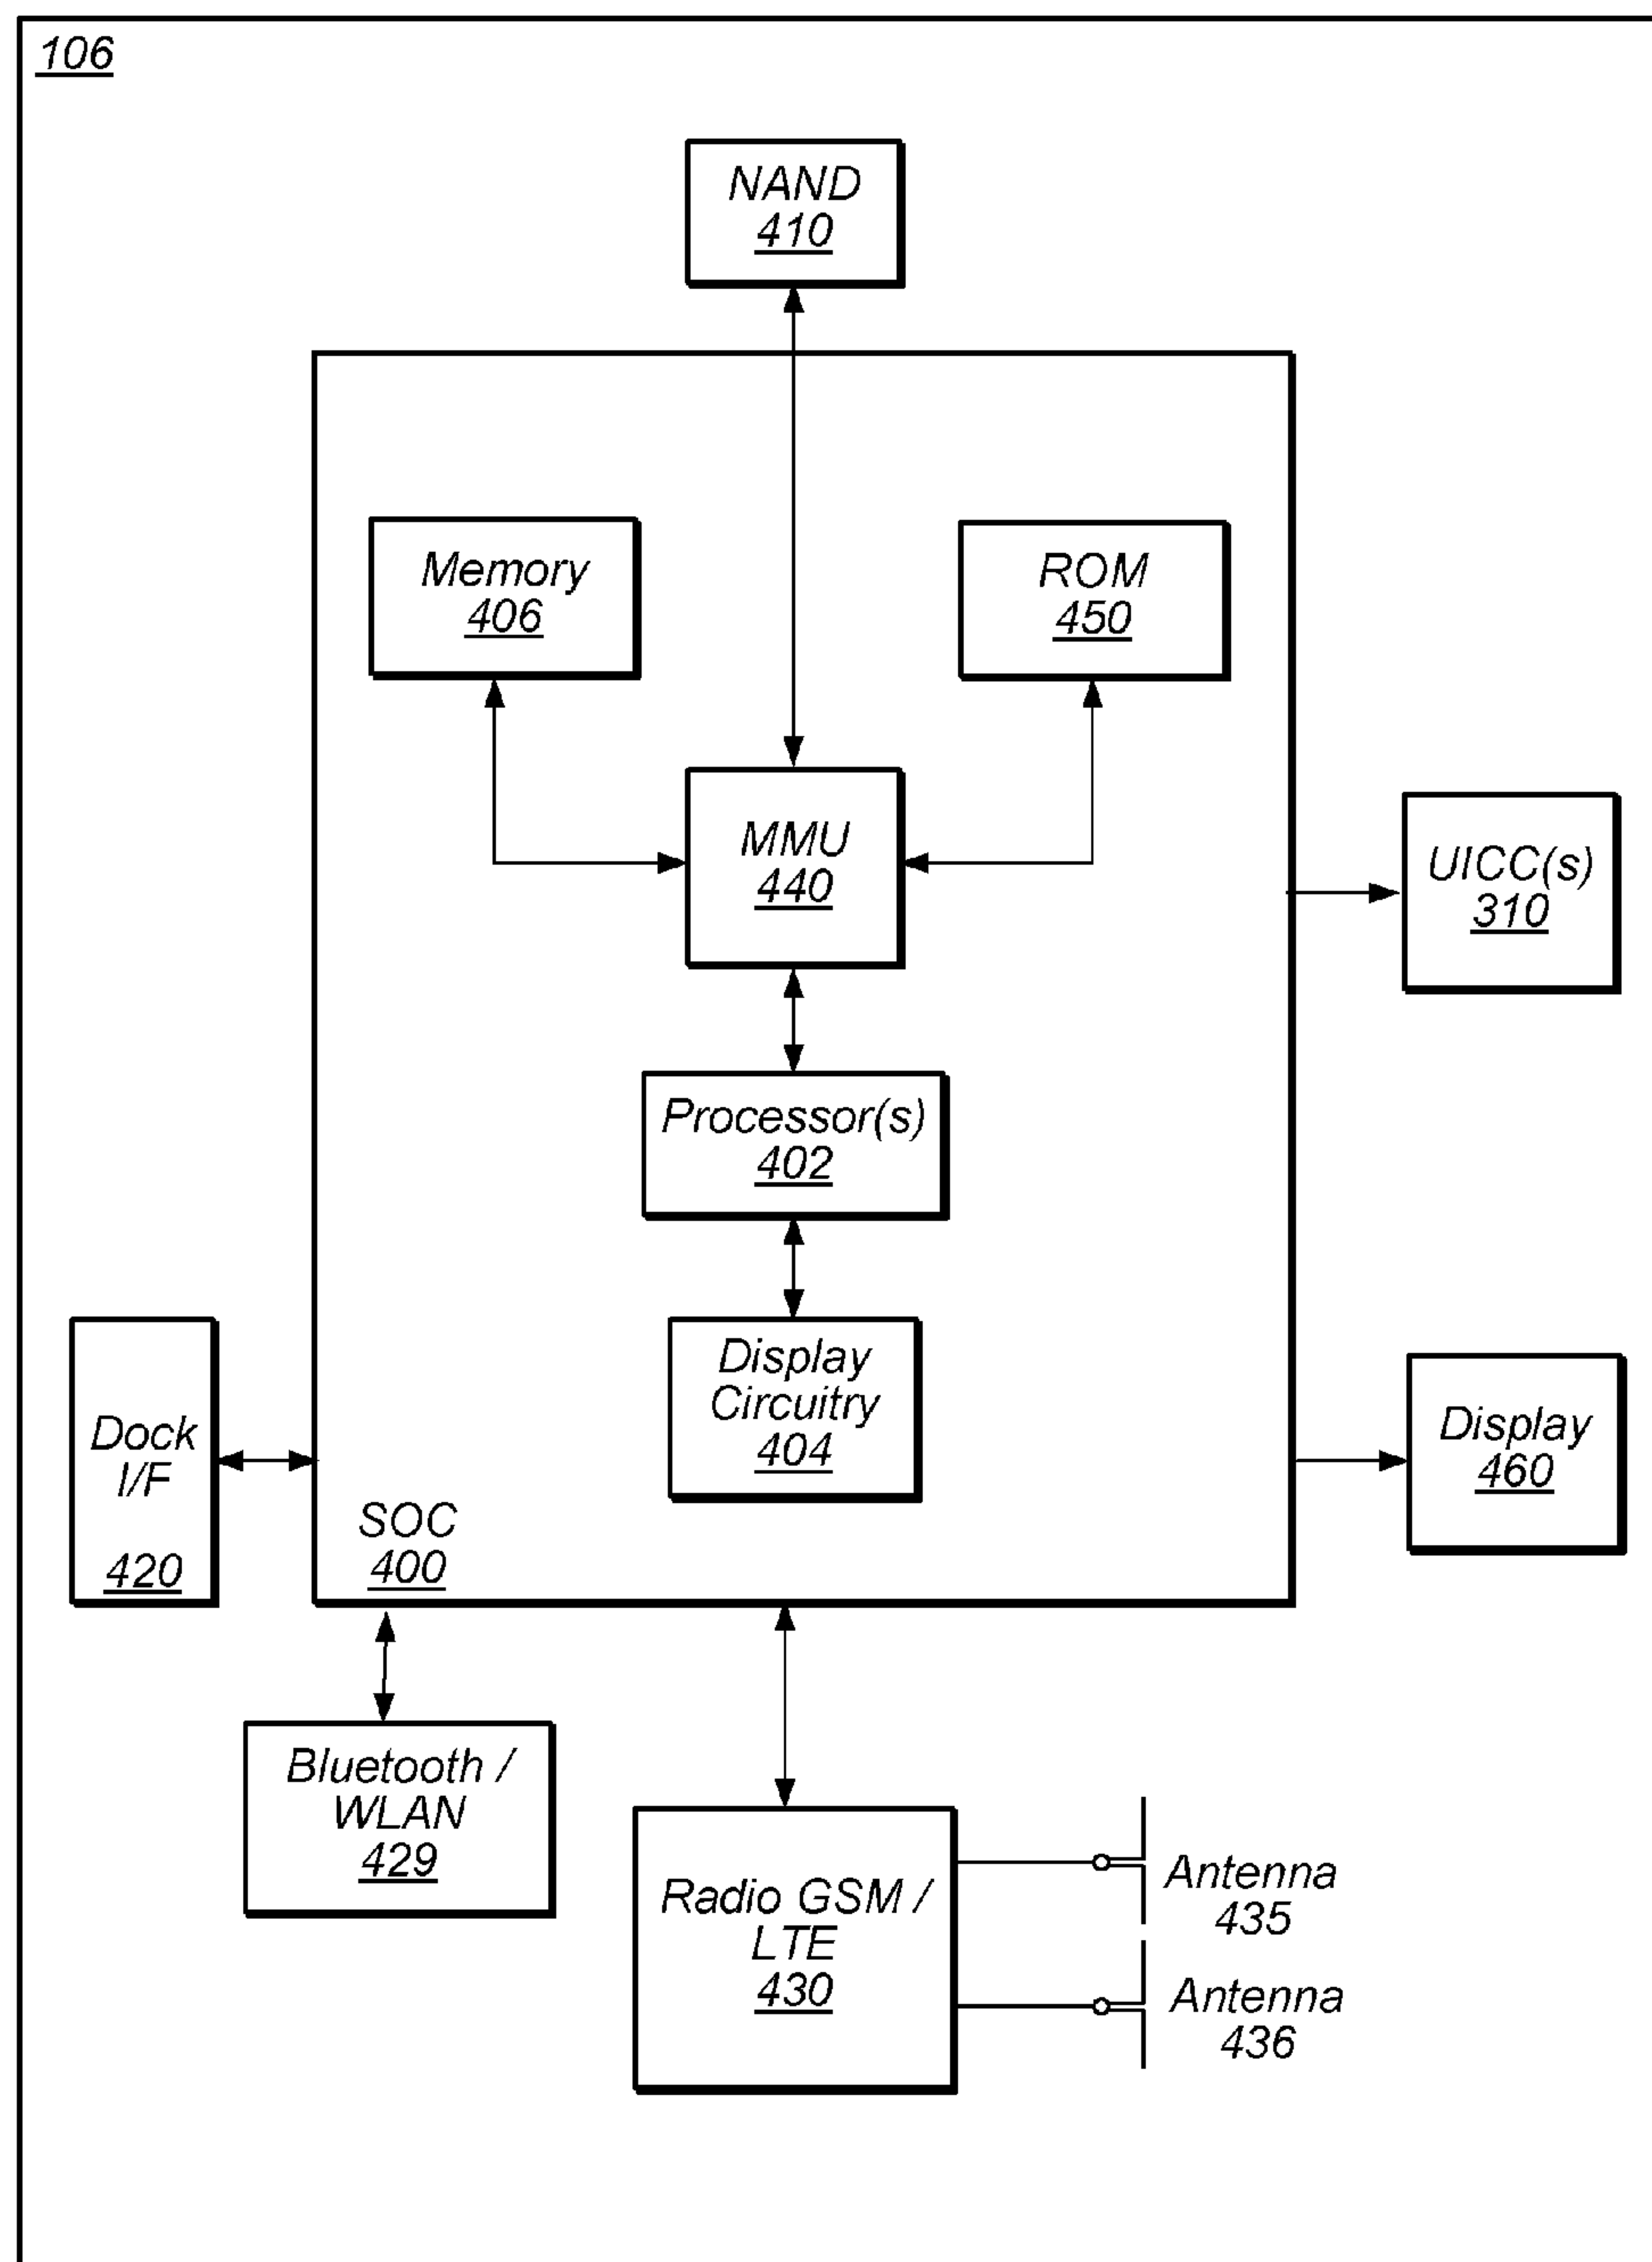 106
NAND
410
Memory
406
ROM
450
MMU
440
UICC(s)
310
Processor(s)
402
Display
Circuitry
404
Dock
I/F
420
Display
460
SOC
400
Bluetooth /
WLAN
429
Radio GSM /
LTE
430
Antenna
435
Antenna
436